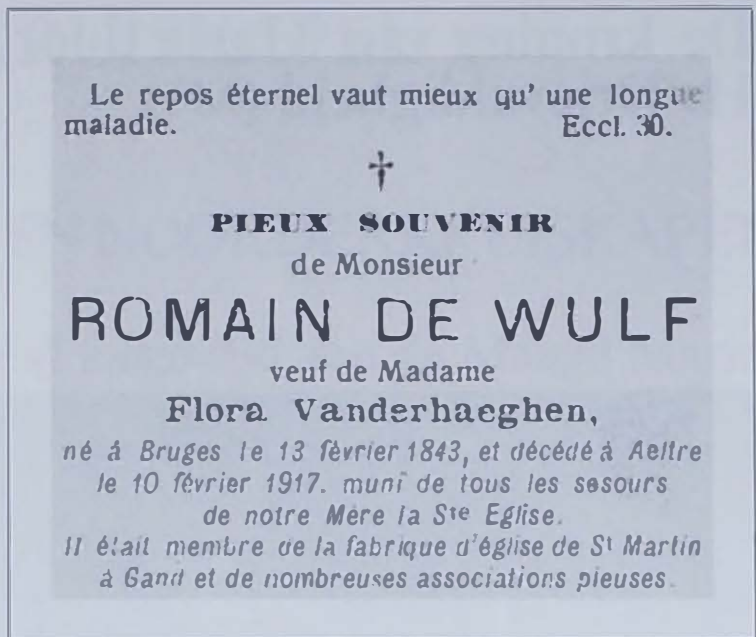 Le repos éternel vaut mieux qu' une longue
maladie. Eccl. 30.
†
PIEUX SOUVENIR
de Monsieur
ROMAIN DE WULF
veuf de Madame
Flora Vanderhaeghen,
né á Bruges le 13 février 1843, et décédé à Aeltre
le 10 février 1917. muni de tous les sesours
de notre Mère la Ste Eglise.
Il était membre de la fabrique d'église de St Martin
à Gand et de nombreuses associations pieuses.